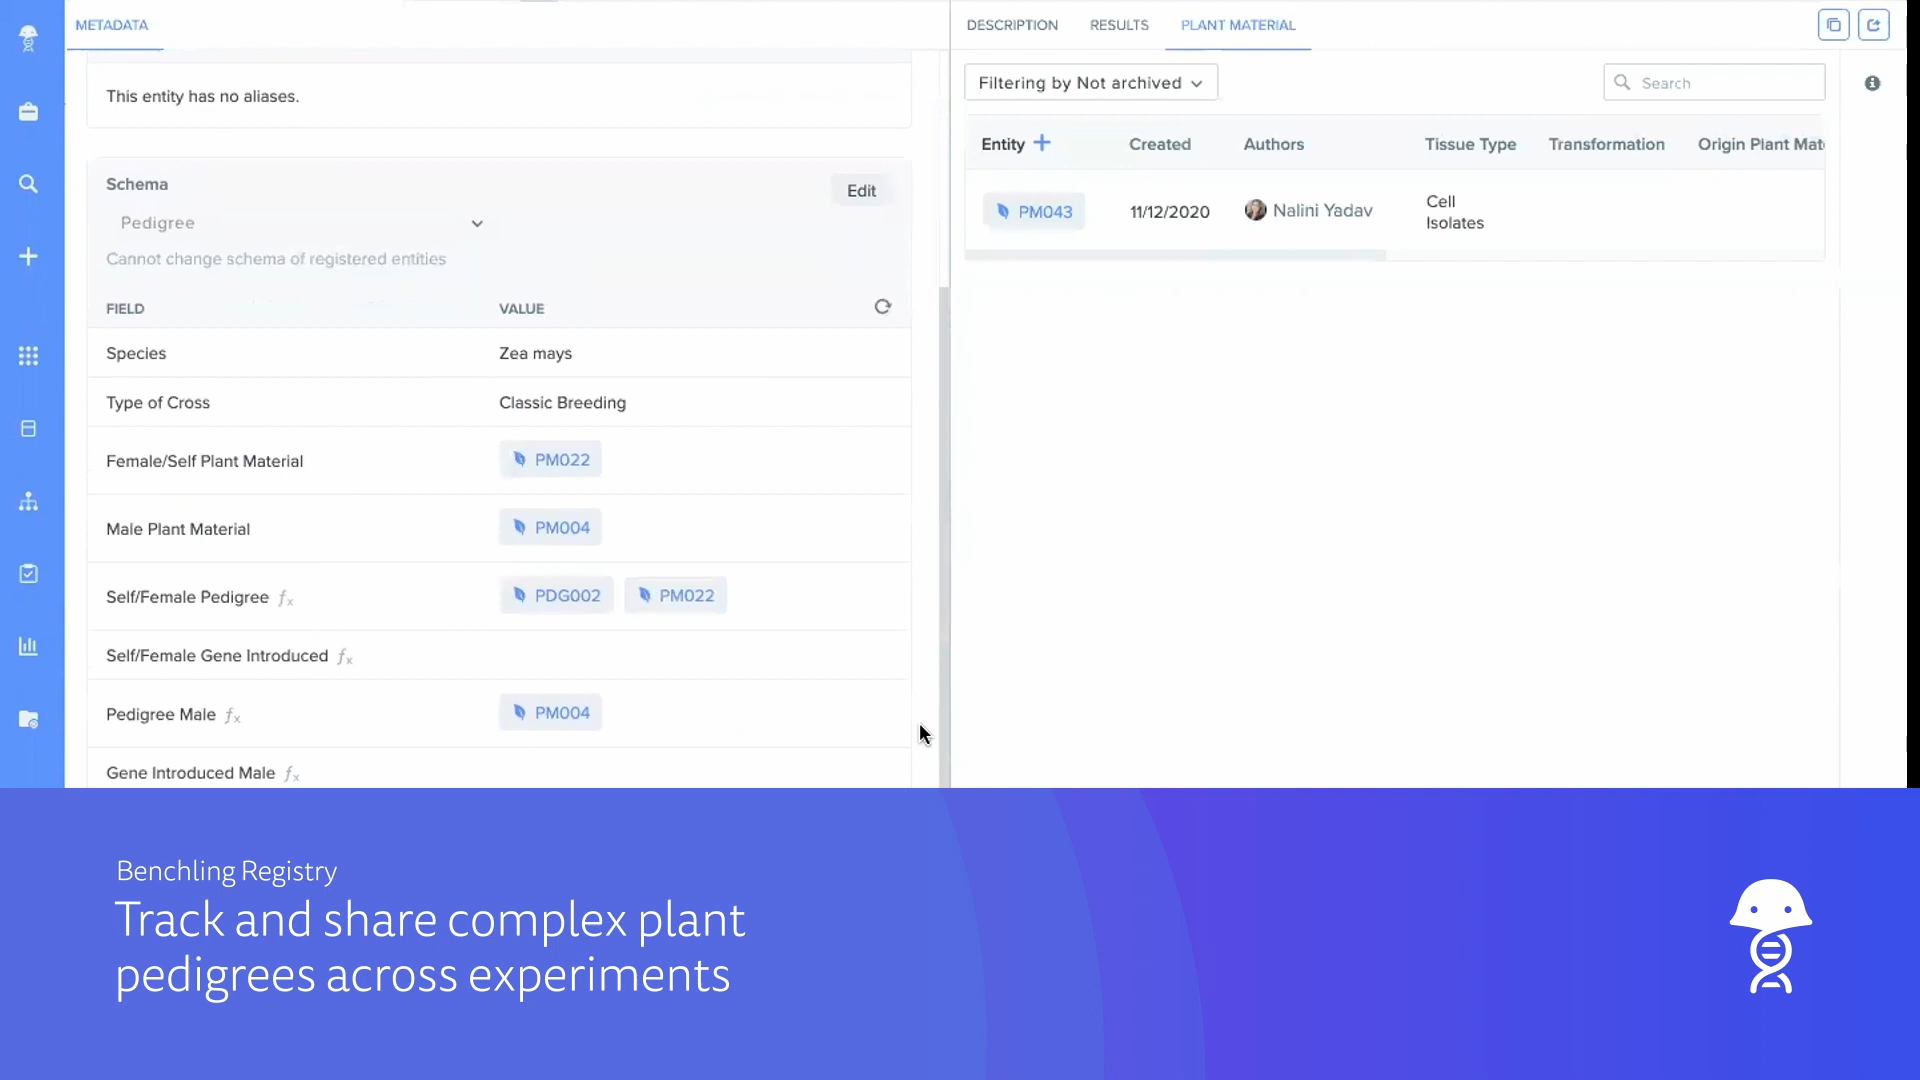 METADATA
DESCRIPTION RESULTS PLANT MATERIAL
This entity has no aliases.
Schema
Edit
Pedigree
Cannot change schema of registered entities
FIELD VALUE
Species Zea mays
Type of Cross Classic Breeding
Female/Self Plant Material PM022
Male Plant Material PM004
Self/Female Pedigree fx PDG002 PM022
Self/Female Gene Introduced fx
Pedigree Male fx PM004
Gene Introduced Male fx
Filtering by Not archived
Search
Entity + Created Authors Tissue Type Transformation Origin Plant Mat
PM043 11/12/2020 Nalini Yadav Cell
Isolates
Benchling Registry
Track and share complex plant
pedigrees across experiments